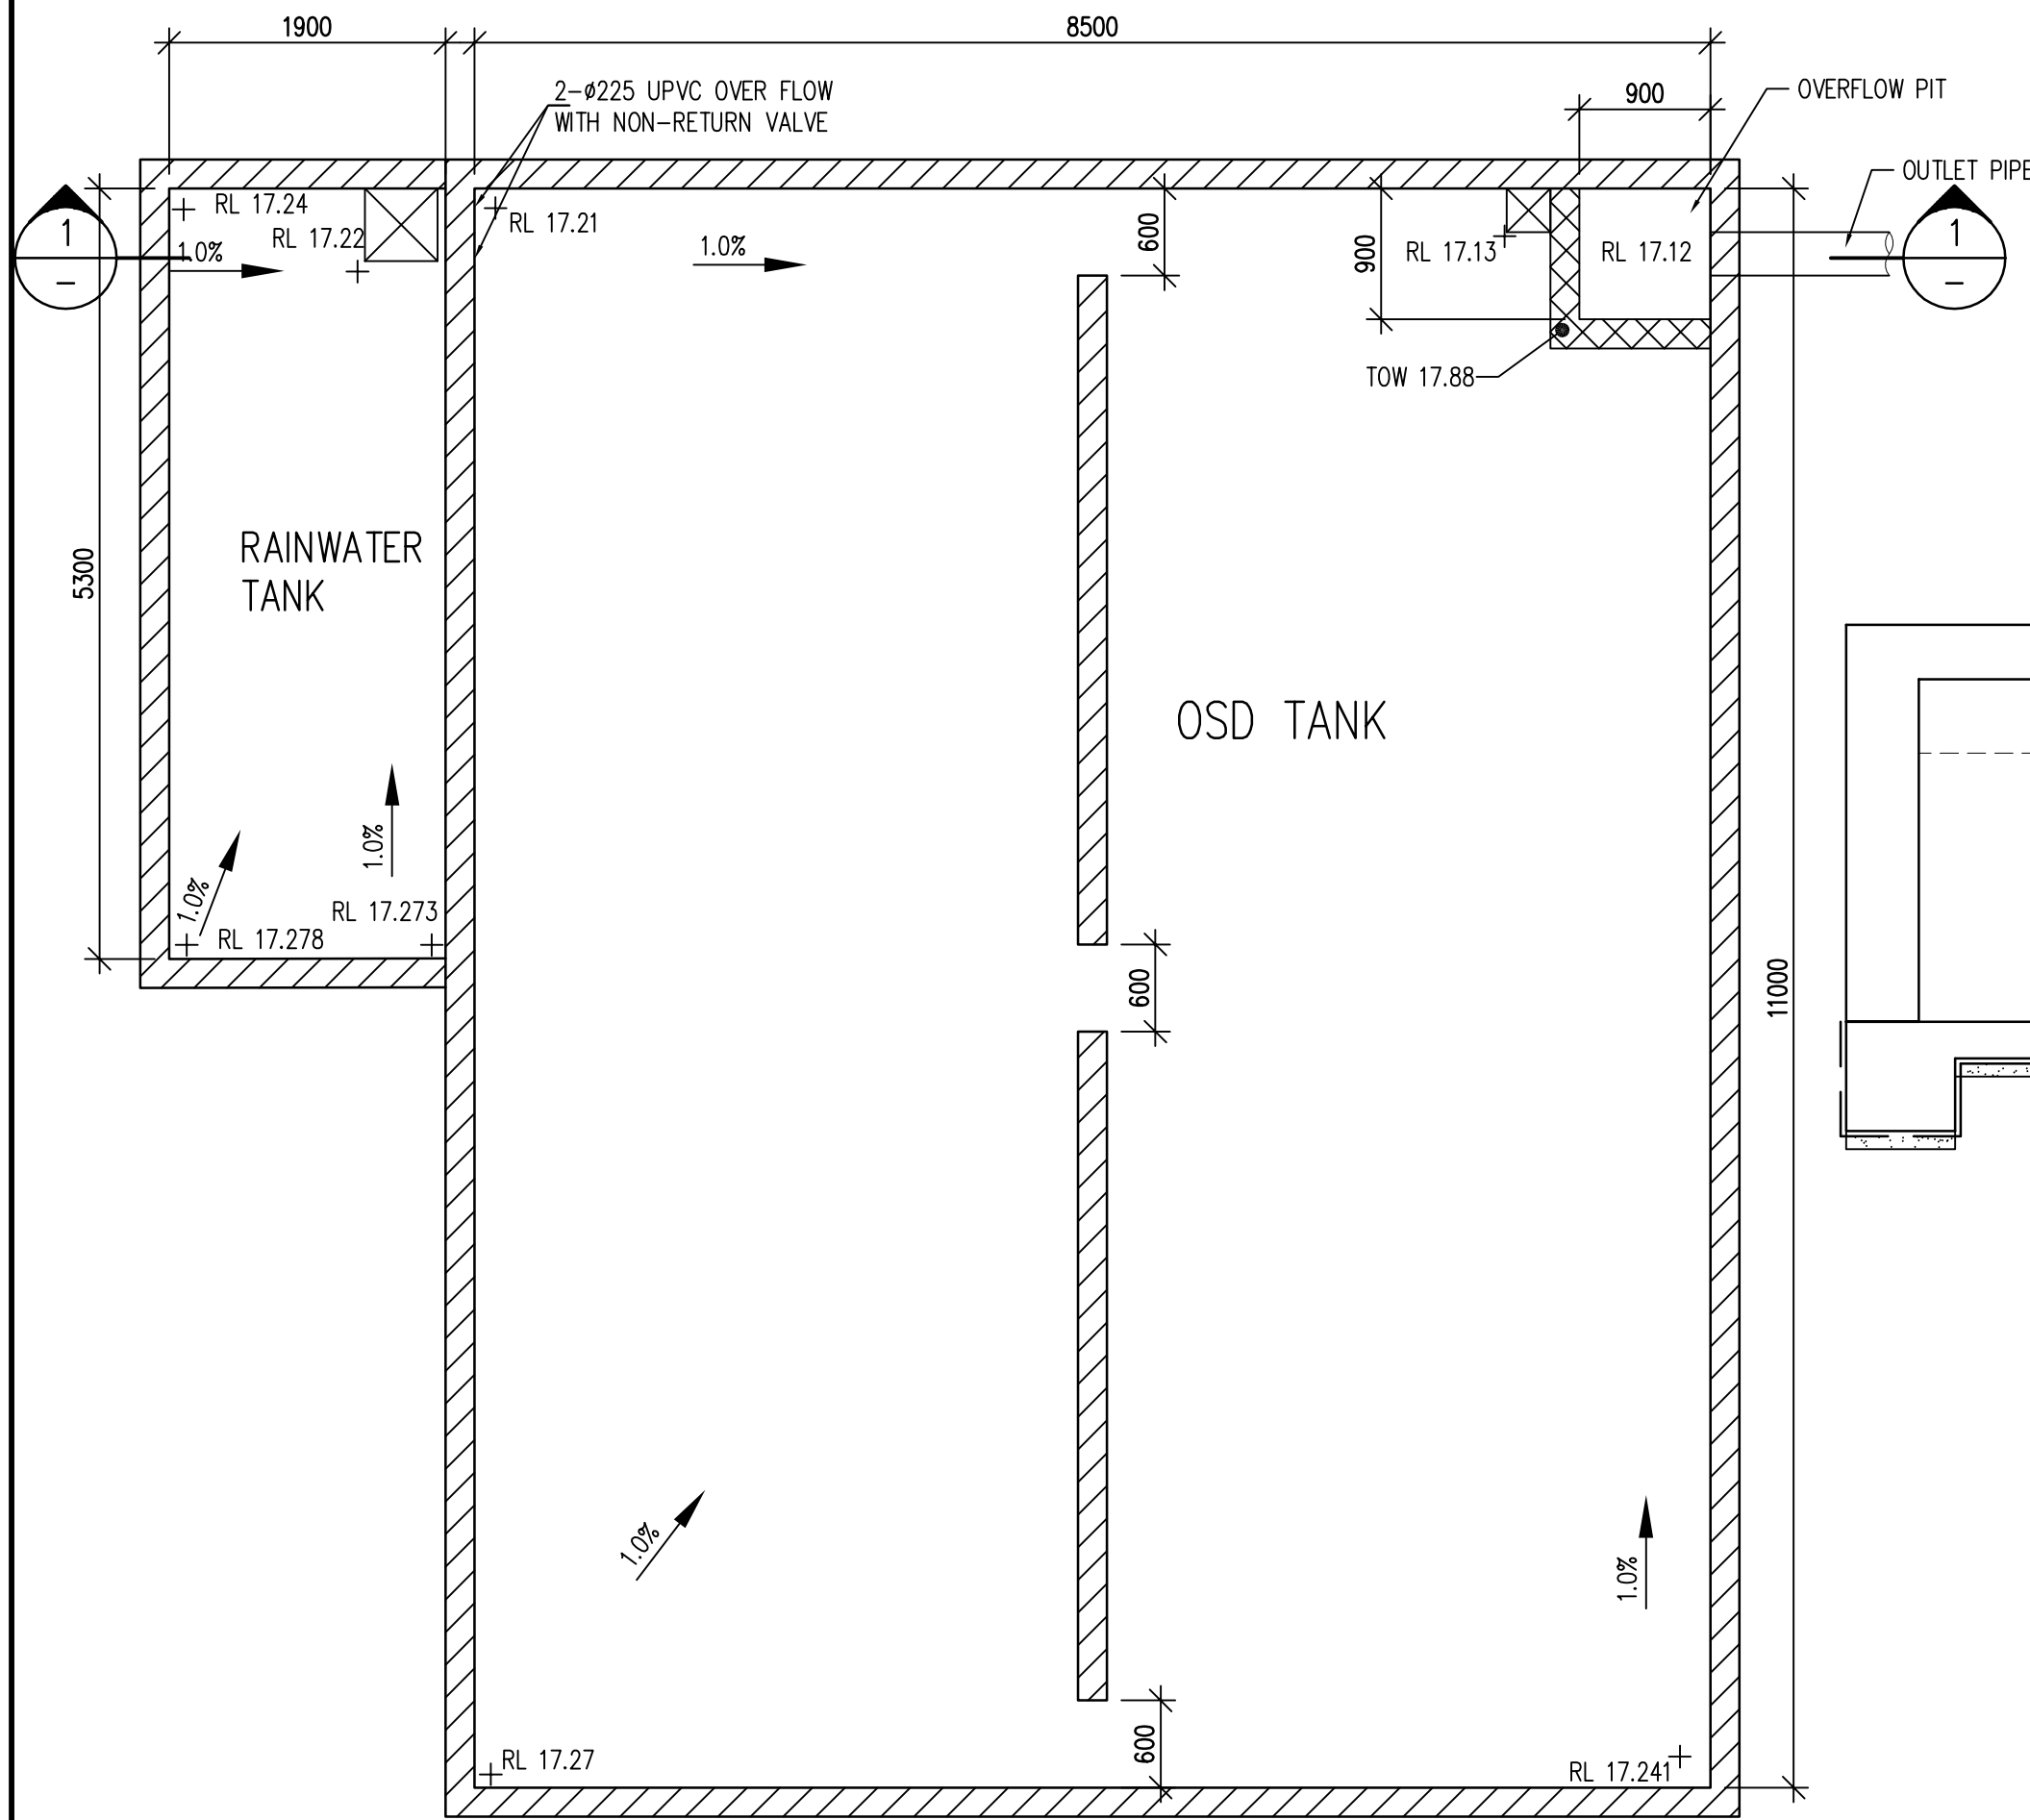 1900
8500
2-ø225 UPVC OVER FLOW
WITH NON-RETURN VALVE
900
OVERFLOW PIT
OUTLET PIPE
1
–
RL 17.24
RL 17.22
1.0%
RL 17.21
1.0%
600
900
RL 17.13
RL 17.12
1
–
TOW 17.88
5300
RAINWATER
TANK
OSD TANK
1.0%
1.0%
RL 17.273
RL 17.278
600
11000
1.0%
1.0%
600
RL 17.27
RL 17.241